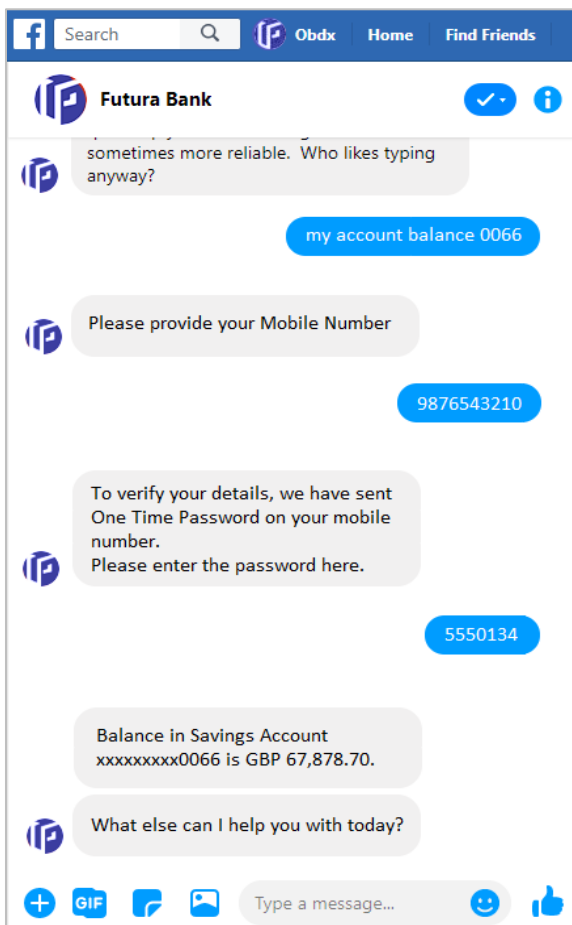 f
Search
Obdx
Home
Find Friends
Futura Bank
sometimes more reliable.  Who likes typing
anyway?
my account balance 0066
Please provide your Mobile Number
9876543210
To verify your details, we have sent
One Time Password on your mobile
number.
Please enter the password here.
5550134
Balance in Savings Account
xxxxxxxxx0066 is GBP 67,878.70.
What else can I help you with today?
GIF
Type a message...